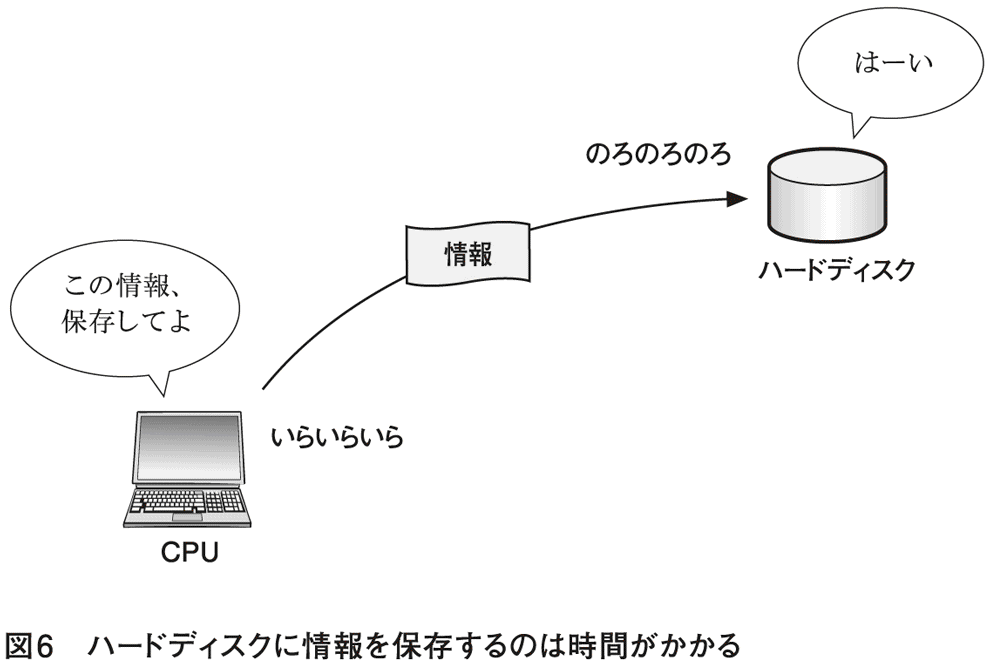 はーい
のろのろのろ
情報
ハードディスク
この情報、
保存してよ
いらいらいら
CPU
図6　ハードディスクに情報を保存するのは時間がかかる